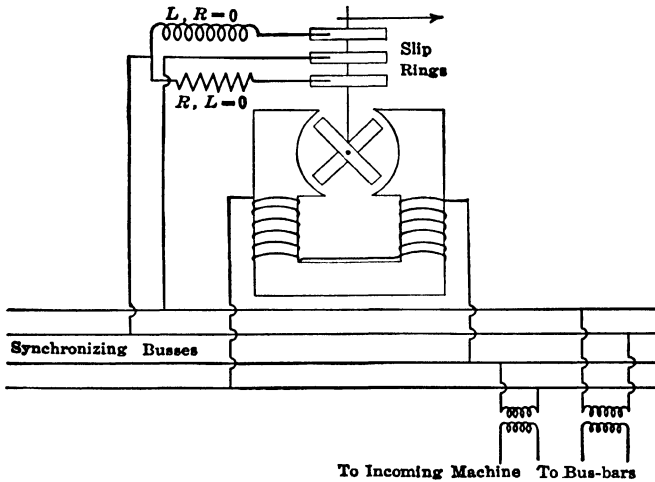 L, R=0
Slip
Rings
R, L=0
Synchronizing Busses
To Incoming Machine To Bus-bars